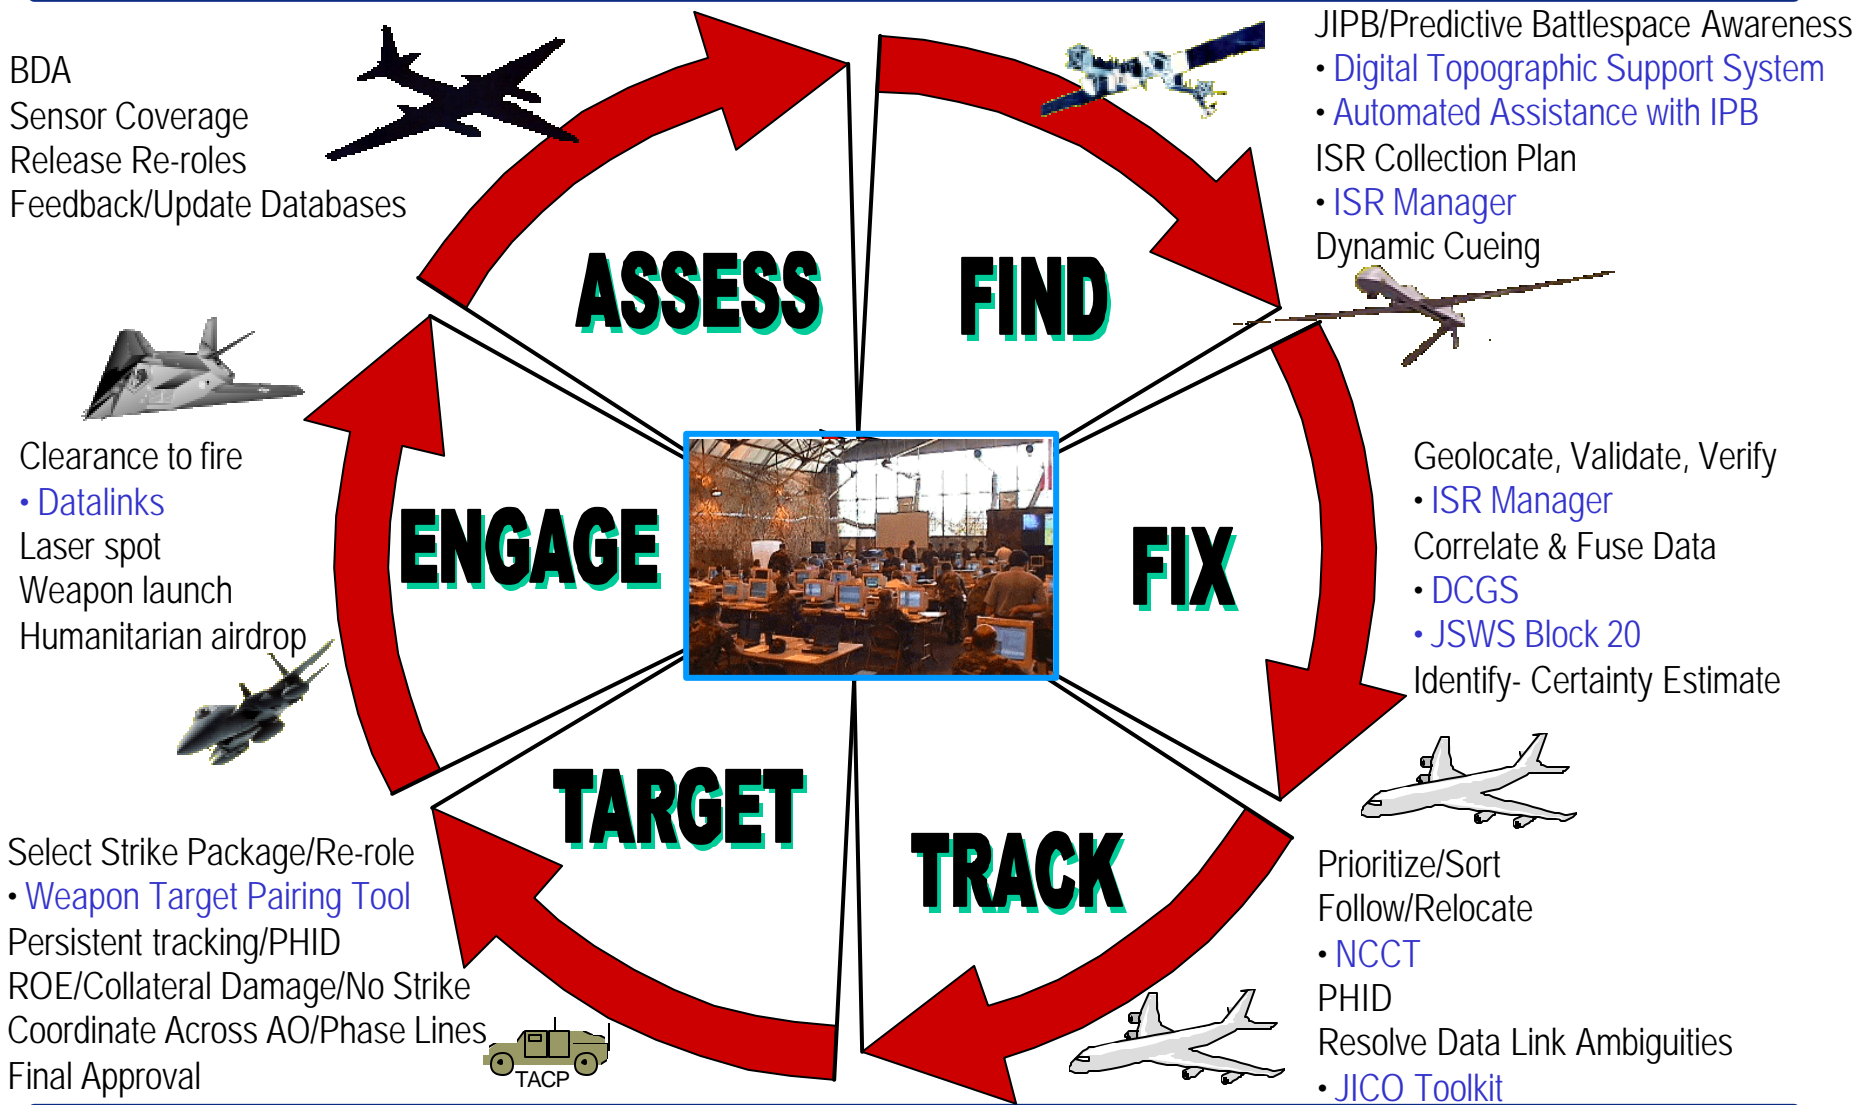 JIPB/Predictive Battlespace Awareness
• Digital Topographic Support System
• Automated Assistance with IPB
ISR Collection Plan
• ISR Manager
Dynamic Cueing
FIND
Geolocate, Validate, Verify
• ISR Manager
Correlate & Fuse Data
• DCGS
• JSWS Block 20
Identify- Certainty Estimate
FIX
Prioritize/Sort
Follow/Relocate
• NCCT
PHID
Resolve Data Link Ambiguities
• JICO Toolkit
TRACK
Select Strike Package/Re-role
• Weapon Target Pairing Tool
Persistent tracking/PHID
ROE/Collateral Damage/No Strike
Coordinate Across AO/Phase Lines
Final Approval
TACP
TARGET
Clearance to fire
• Datalinks
Laser spot
Weapon launch
Humanitarian airdrop
ENGAGE
BDA
Sensor Coverage
Release Re-roles
Feedback/Update Databases
ASSESS